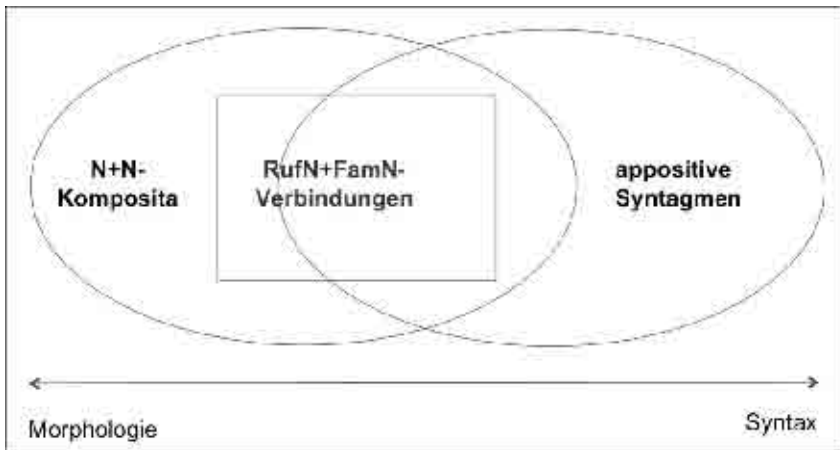 N+N-
Komposita
RufN+FamN-
Verbindungen
appositive
Syntagmen
Morphologie
Syntax